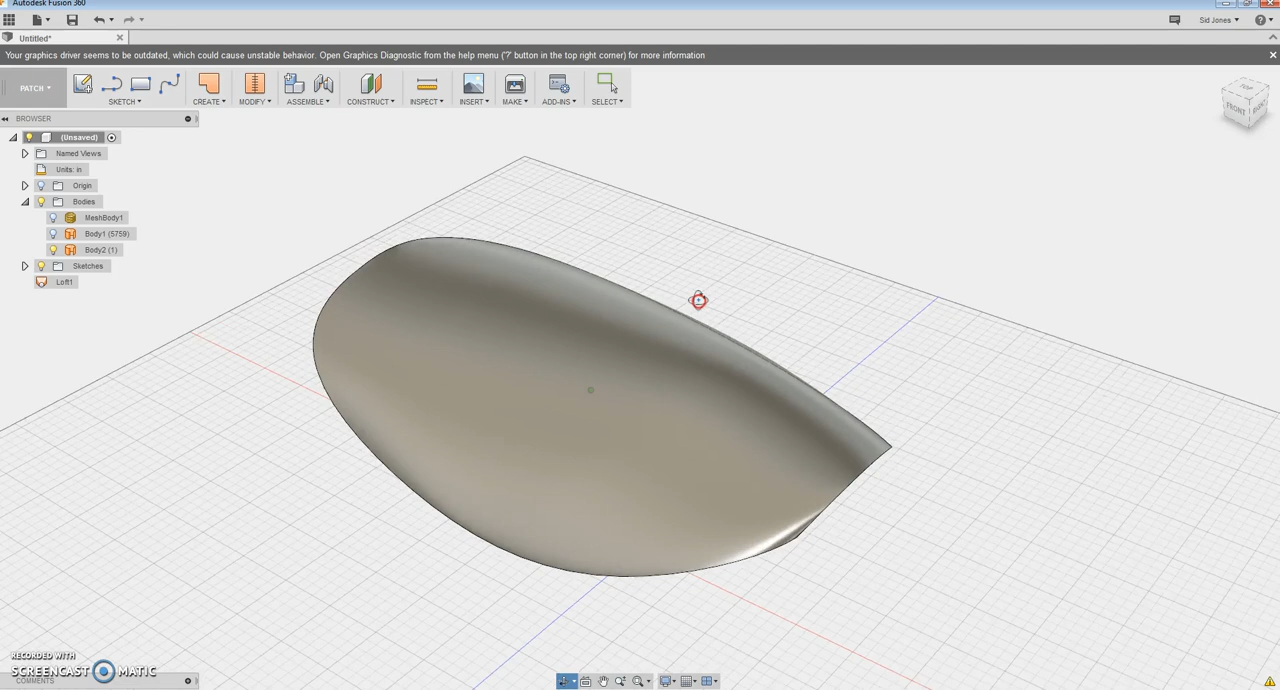 Autodesk Fusion 360
Sid Jones
Untitled*
Your graphics driver seems to be outdated, which could cause unstable behavior. Open Graphics Diagnostic from the help menu ('?' button in the top right corner) for more information
PATCH
SKETCH
CREATE
MODIFY
ASSEMBLE
CONSTRUCT
INSPECT
INSERT
MAKE
ADD-INS
SELECT
TOP
FRONT
RIGHT
BROWSER
(Unsaved)
Named Views
Units: in
Origin
Bodies
MeshBody1
Body1 (5759)
Body2 (1)
Sketches
Loft1
RECORDED WITH
SCREENCAST MATIC
COMMENTS